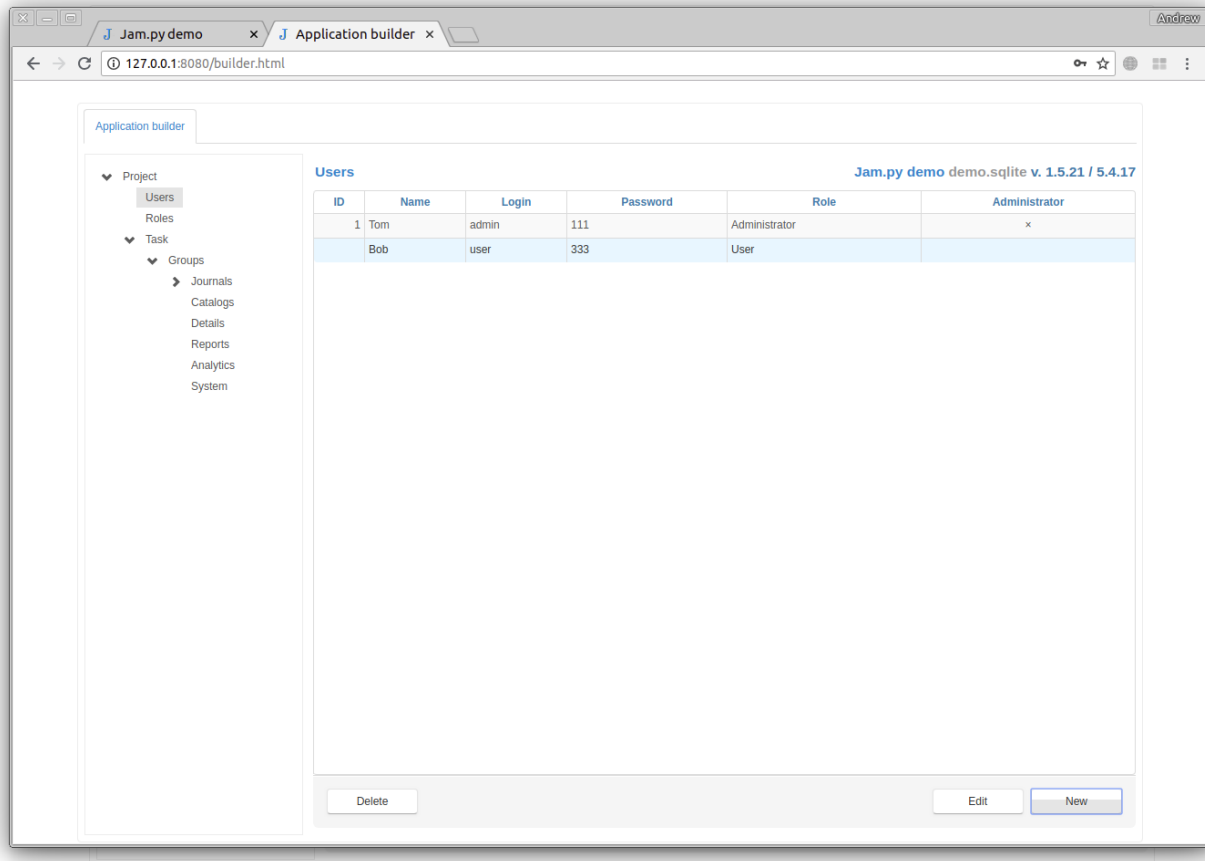 Andrew
Jam.py demo
Application builder
127.0.0.1:8080/builder.html
Application builder
Project
Users
Roles
Task
Groups
Journals
Catalogs
Details
Reports
Analytics
System
Users
Jam.py demo demo.sqlite v. 1.5.21 / 5.4.17
ID Name Login Password Role Administrator
1 Tom admin 111 Administrator ×
Bob user 333 User
Delete Edit New